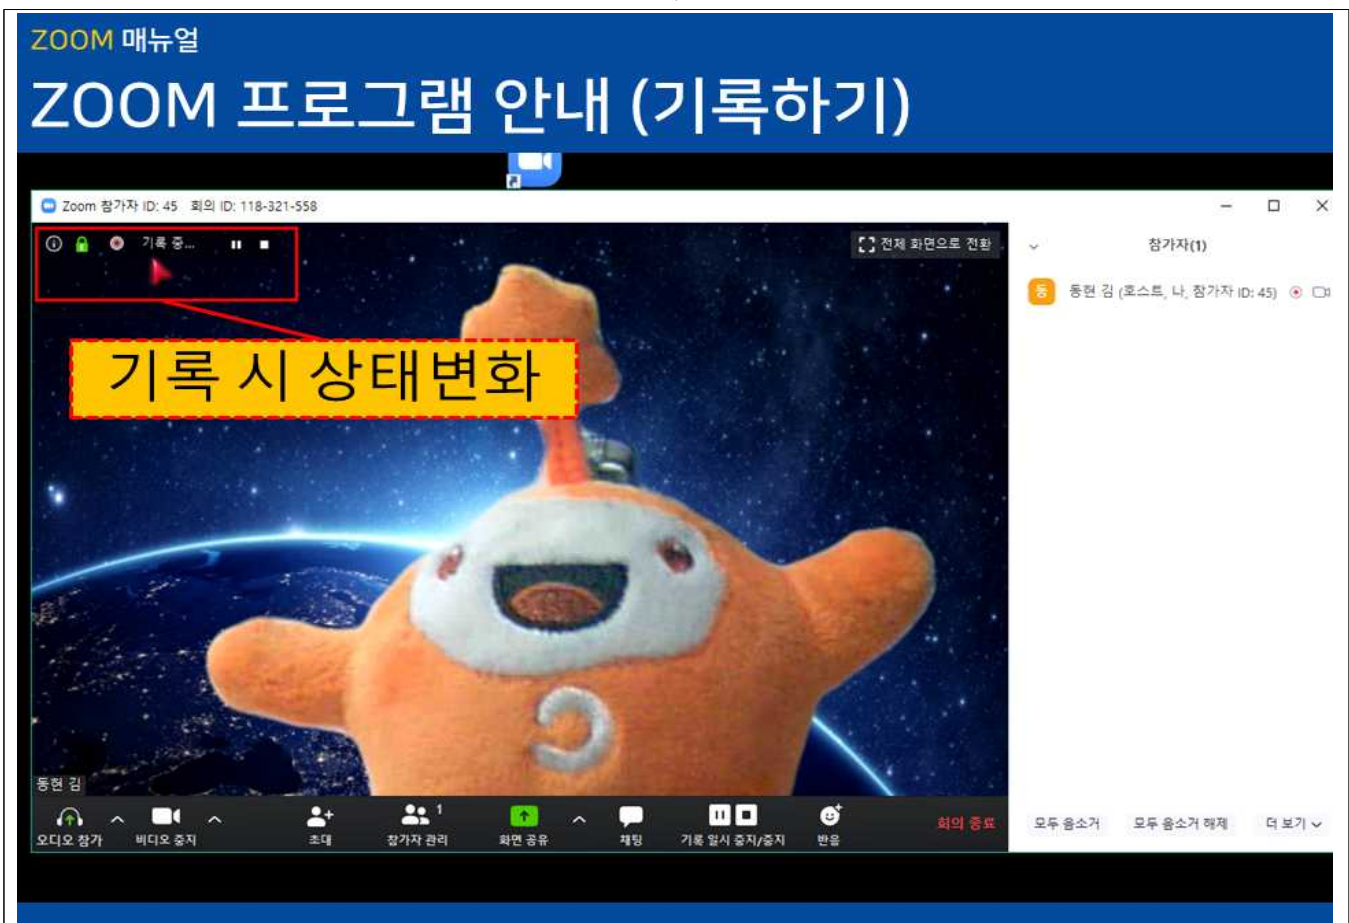 ZOOM 매뉴얼
ZOOM 프로그램 안내 (기록하기)
Zoom 참가자 ID: 45 회의 ID: 118-321-558
기록 중...
전체 화면으로 전환
참가자(1)
동 동현 김 (호스트, 나, 참가자 ID: 45)
기록 시 상태변화
동현 김
1
오디오 참가 비디오 중지 초대 참가자 관리 화면 공유 채팅 기록 일시 중지/중지 반응 회의 종료
모두 음소거 모두 음소거 해제 더 보기